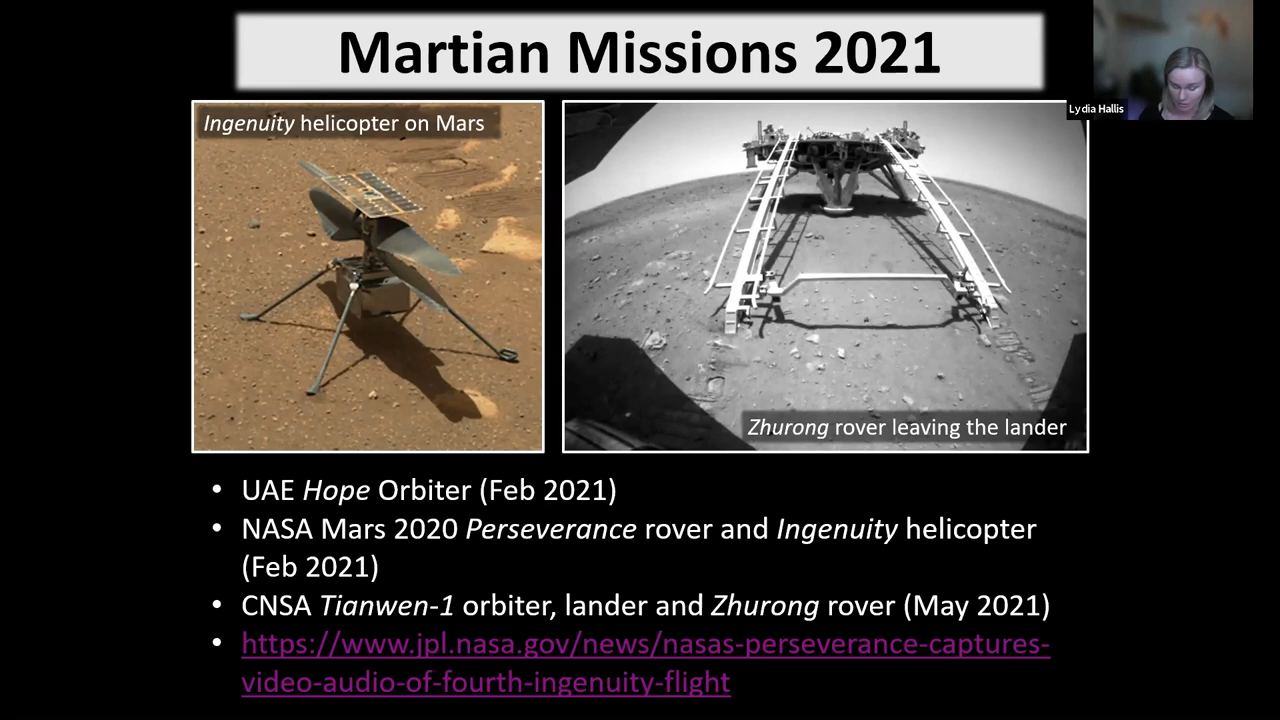 Martian Missions 2021
Lydia Hallis
Ingenuity helicopter on Mars
Zhurong rover leaving the lander
• UAE Hope Orbiter (Feb 2021)
• NASA Mars 2020 Perseverance rover and Ingenuity helicopter
(Feb 2021)
• CNSA Tianwen-1 orbiter, lander and Zhurong rover (May 2021)
• https://www.jpl.nasa.gov/news/nasas-perseverance-captures-
video-audio-of-fourth-ingenuity-flight